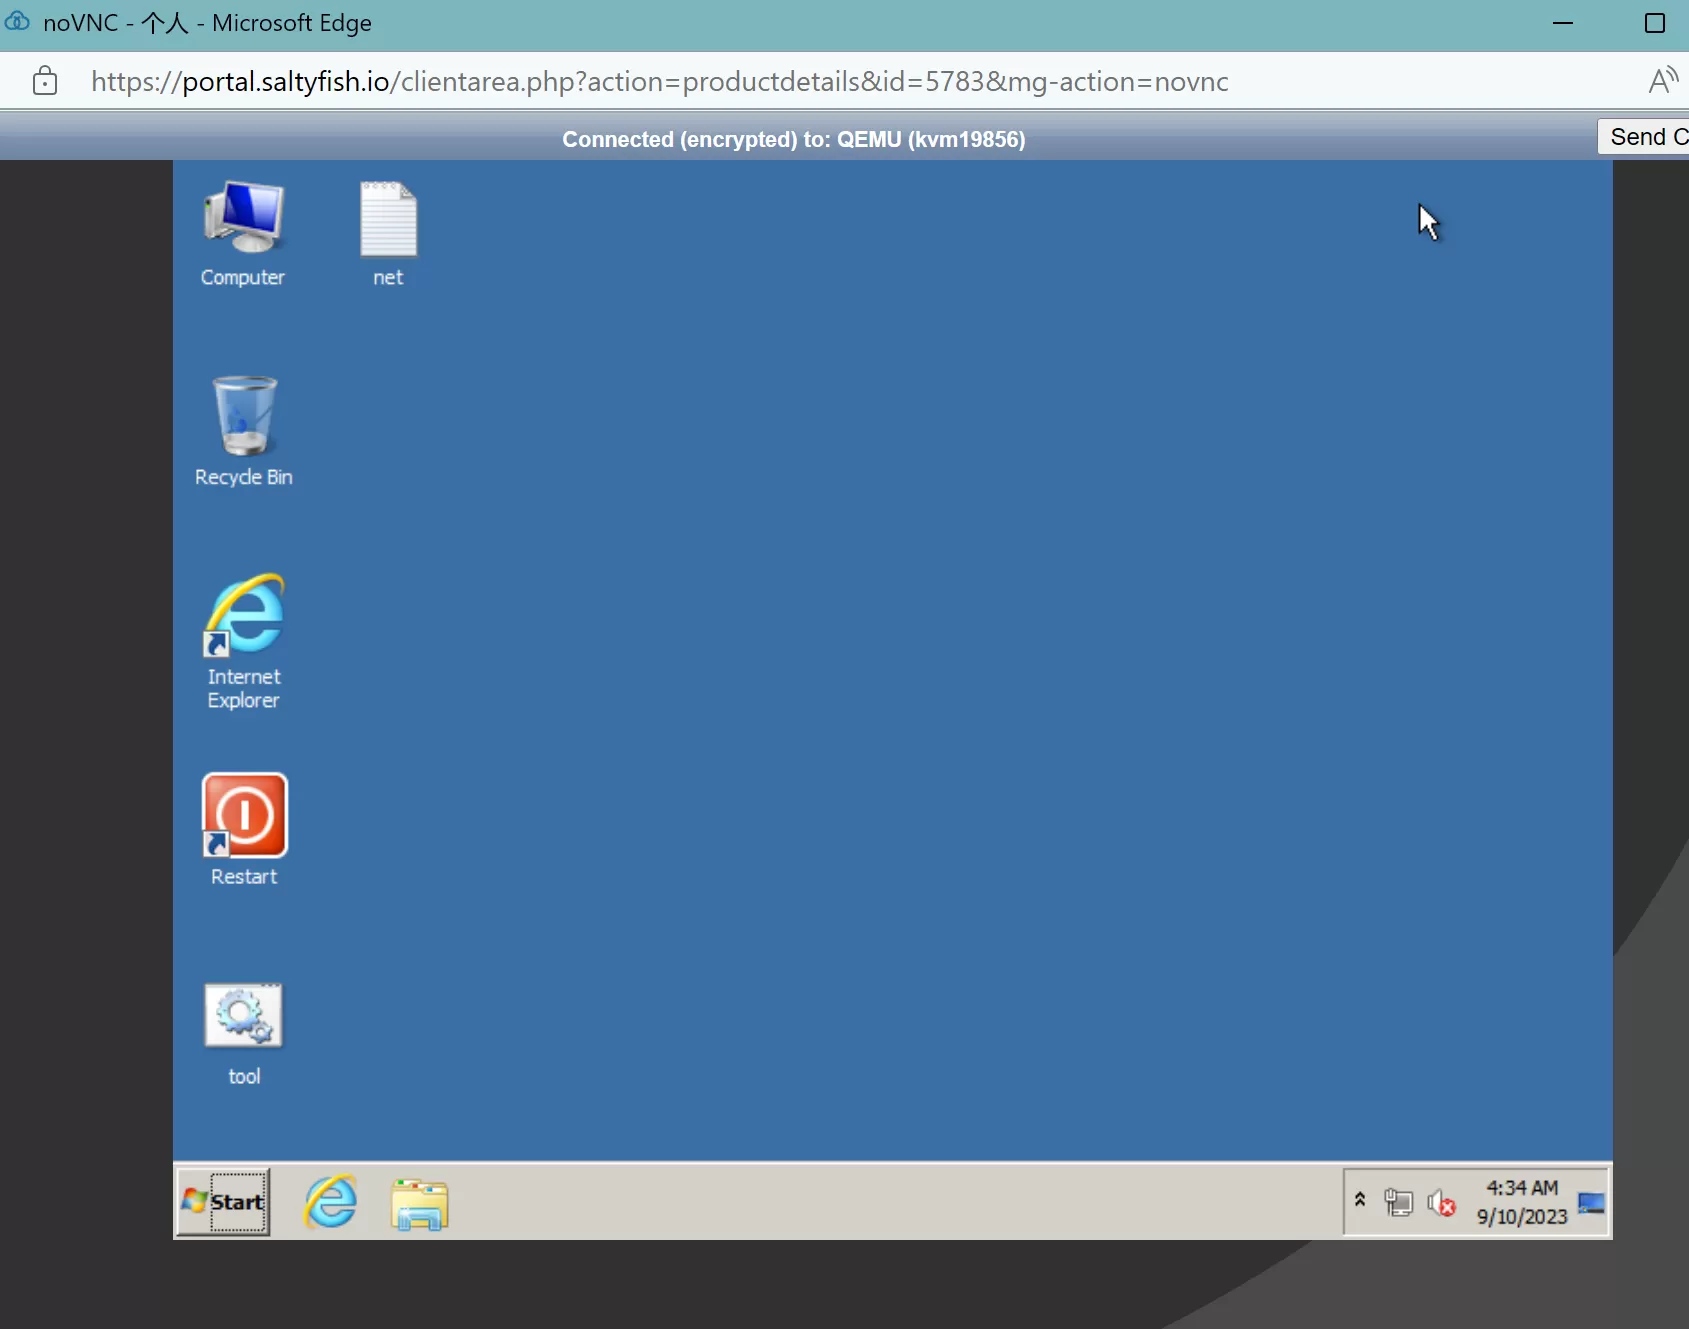 noVNC - 个人 - Microsoft Edge
https://portal.saltyfish.io/clientarea.php?action=productdetails&id=5783&mg-action=novnc
Connected (encrypted) to: QEMU (kvm19856)
Send C
Computer
net
Recycle Bin
Internet
Explorer
Restart
tool
Start
4:34 AM
9/10/2023